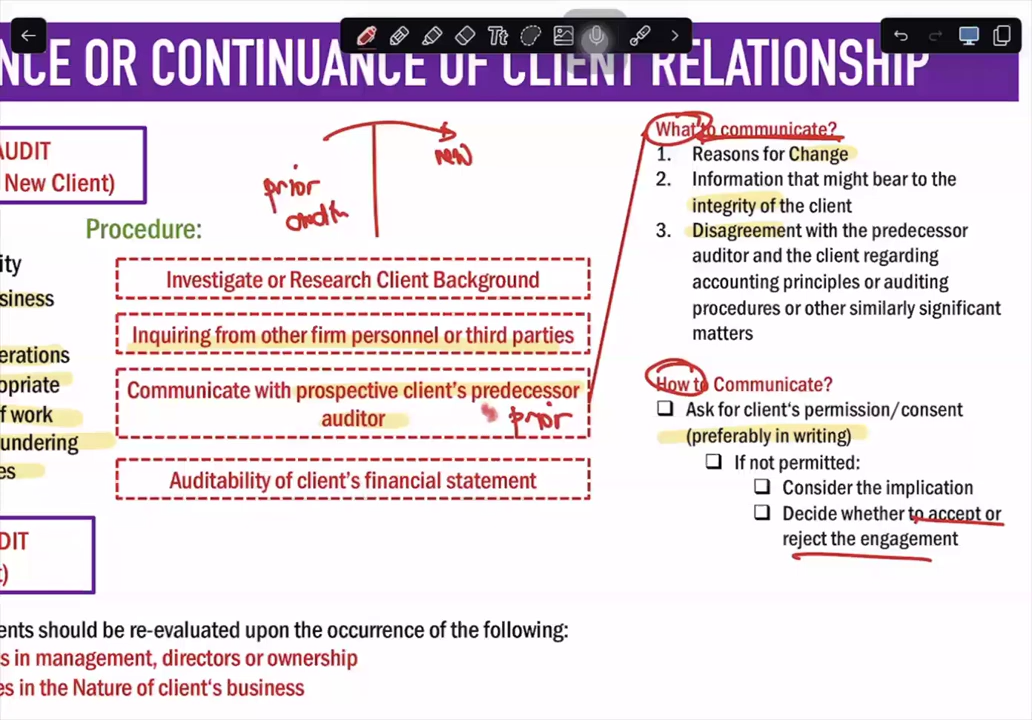 NCE OR CONTINUANCE OF CLIENT RELATIONSHIP
Tt
AUDIT
New Client)
new
prior
Procedure:
ity
siness
erations
opriate
f work
undering
es
Investigate or Research Client Background
Inquiring from other firm personnel or third parties
Communicate with prospective client's predecessor
auditor
prior
Auditability of client's financial statement
What to communicate?
1. Reasons for Change
2. Information that might bear to the
integrity of the client
3. Disagreement with the predecessor
auditor and the client regarding
accounting principles or auditing
procedures or other similarly significant
matters
How to Communicate?
❑ Ask for client's permission/consent
(preferably in writing)
❑ If not permitted:
❑ Consider the implication
❑ Decide whether to accept or
reject the engagement
DIT
t)
ents should be re-evaluated upon the occurrence of the following:
s in management, directors or ownership
es in the Nature of client's business